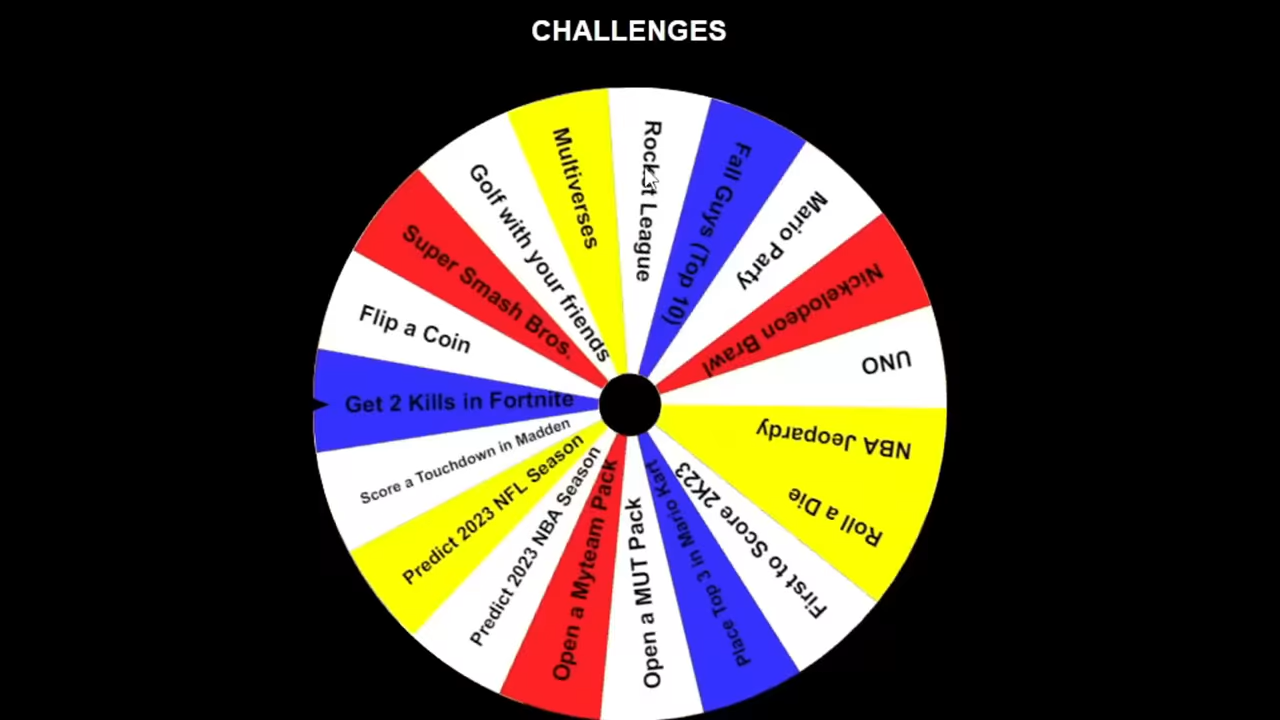 CHALLENGES
Rocket League
Fall Guys (Top 10)
Mario Party
Nickelodeon Brawl
UNO
NBA Jeopardy
Roll a Die
First to Score 2K23
Place Top 3 in Mario Kart
Open a MUT Pack
Open a Myteam Pack
Predict 2023 NBA Season
Predict 2023 NFL Season
Score a Touchdown in Madden
Get 2 Kills in Fortnite
Flip a Coin
Super Smash Bros.
Golf with your friends
Multiverses